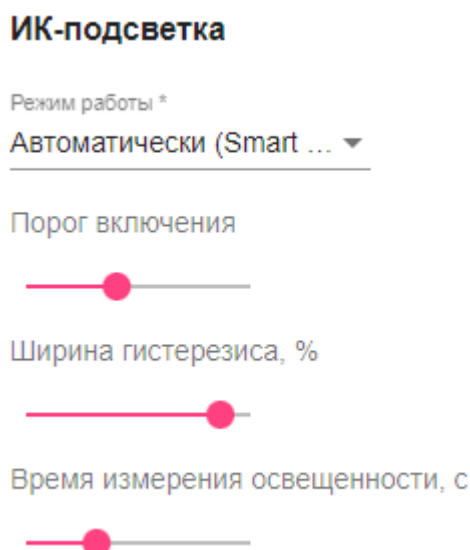 ИК-подсветка
Режим работы *
Автоматически (Smart ...
Порог включения
Ширина гистерезиса, %
Время измерения освещенности, с